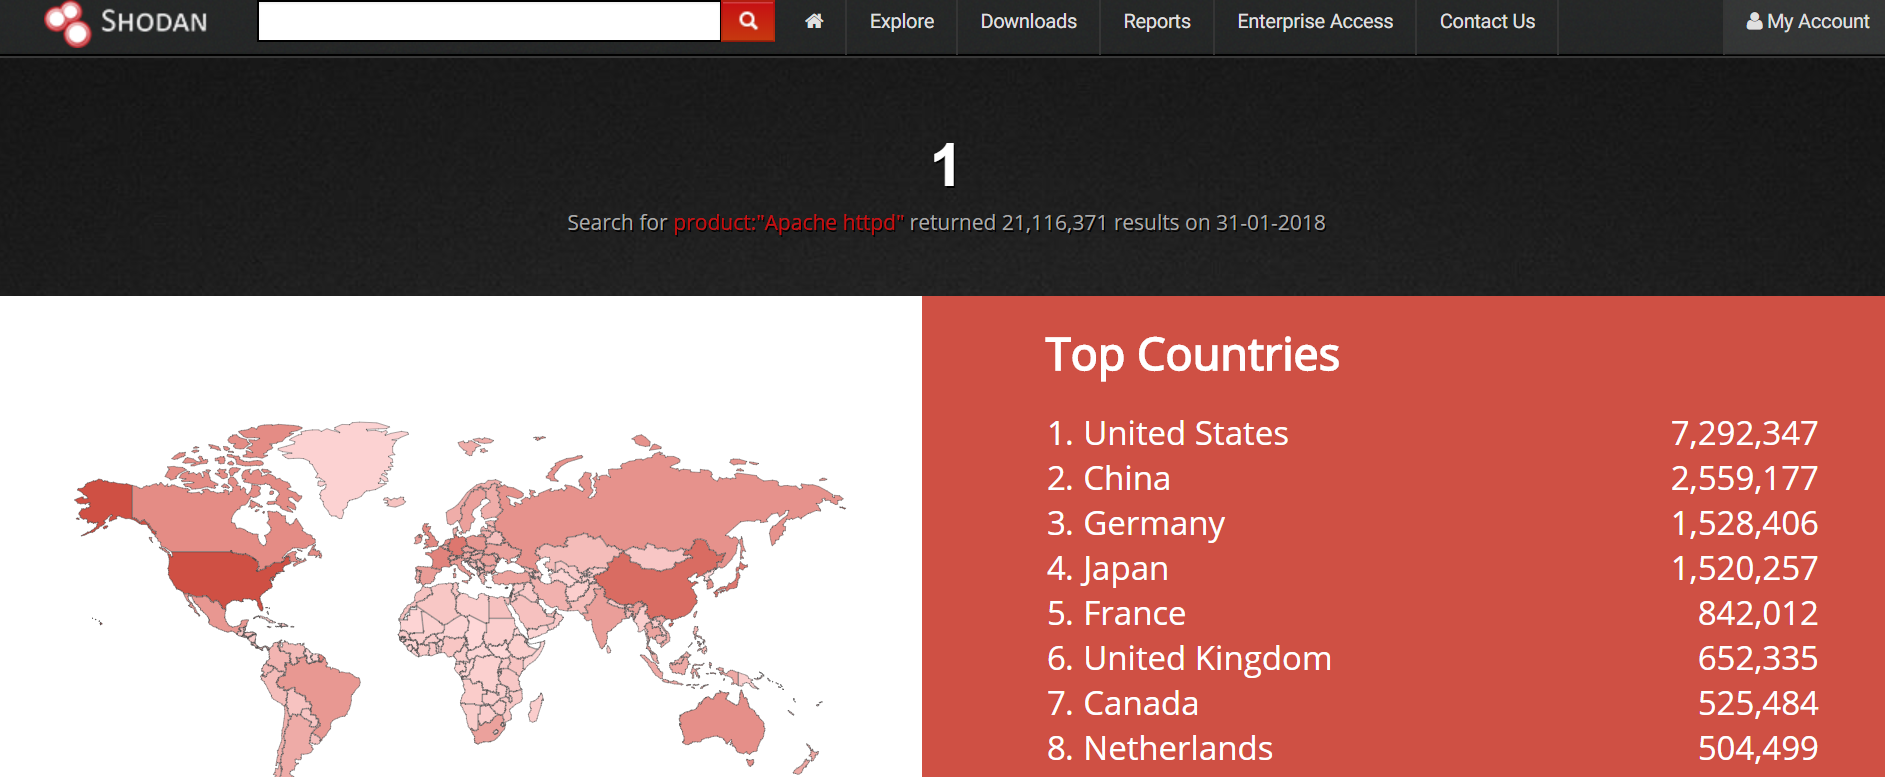 SHODAN
Explore
Downloads
Reports
Enterprise Access
Contact Us
My Account
1
Search for product:"Apache httpd" returned 21,116,371 results on 31-01-2018
Top Countries
1. United States 7,292,347
2. China 2,559,177
3. Germany 1,528,406
4. Japan 1,520,257
5. France 842,012
6. United Kingdom 652,335
7. Canada 525,484
8. Netherlands 504,499